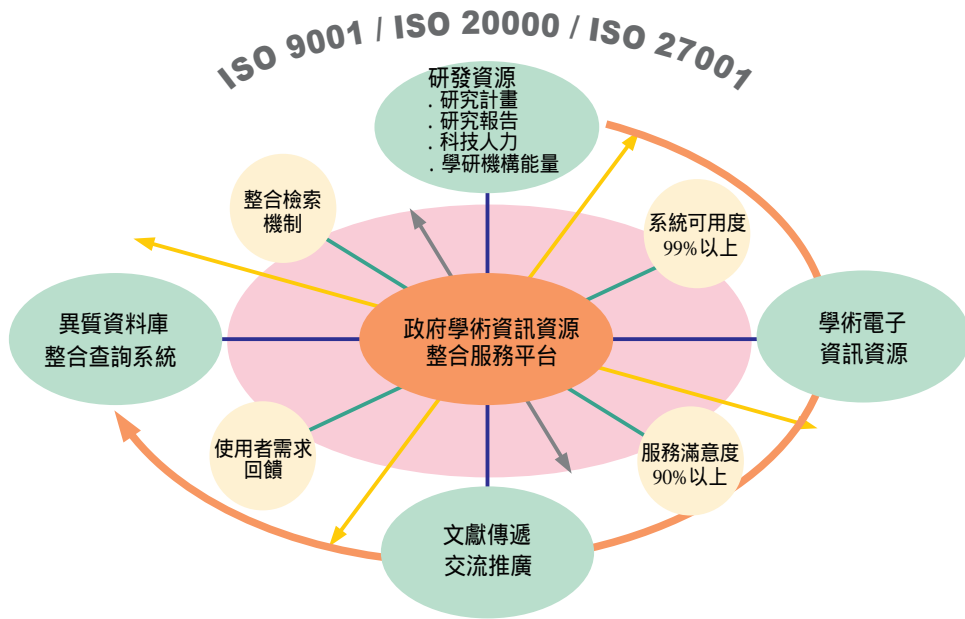 ISO 9001 / ISO 20000 / ISO 27001
研發資源
. 研究計畫
. 研究報告
. 科技人力
. 學研機構能量
整合檢索
機制
系統可用度
99%以上
異質資料庫
整合查詢系統
政府學術資訊資源
整合服務平台
學術電子
資訊資源
使用者需求
回饋
服務滿意度
90%以上
文獻傳遞
交流推廣